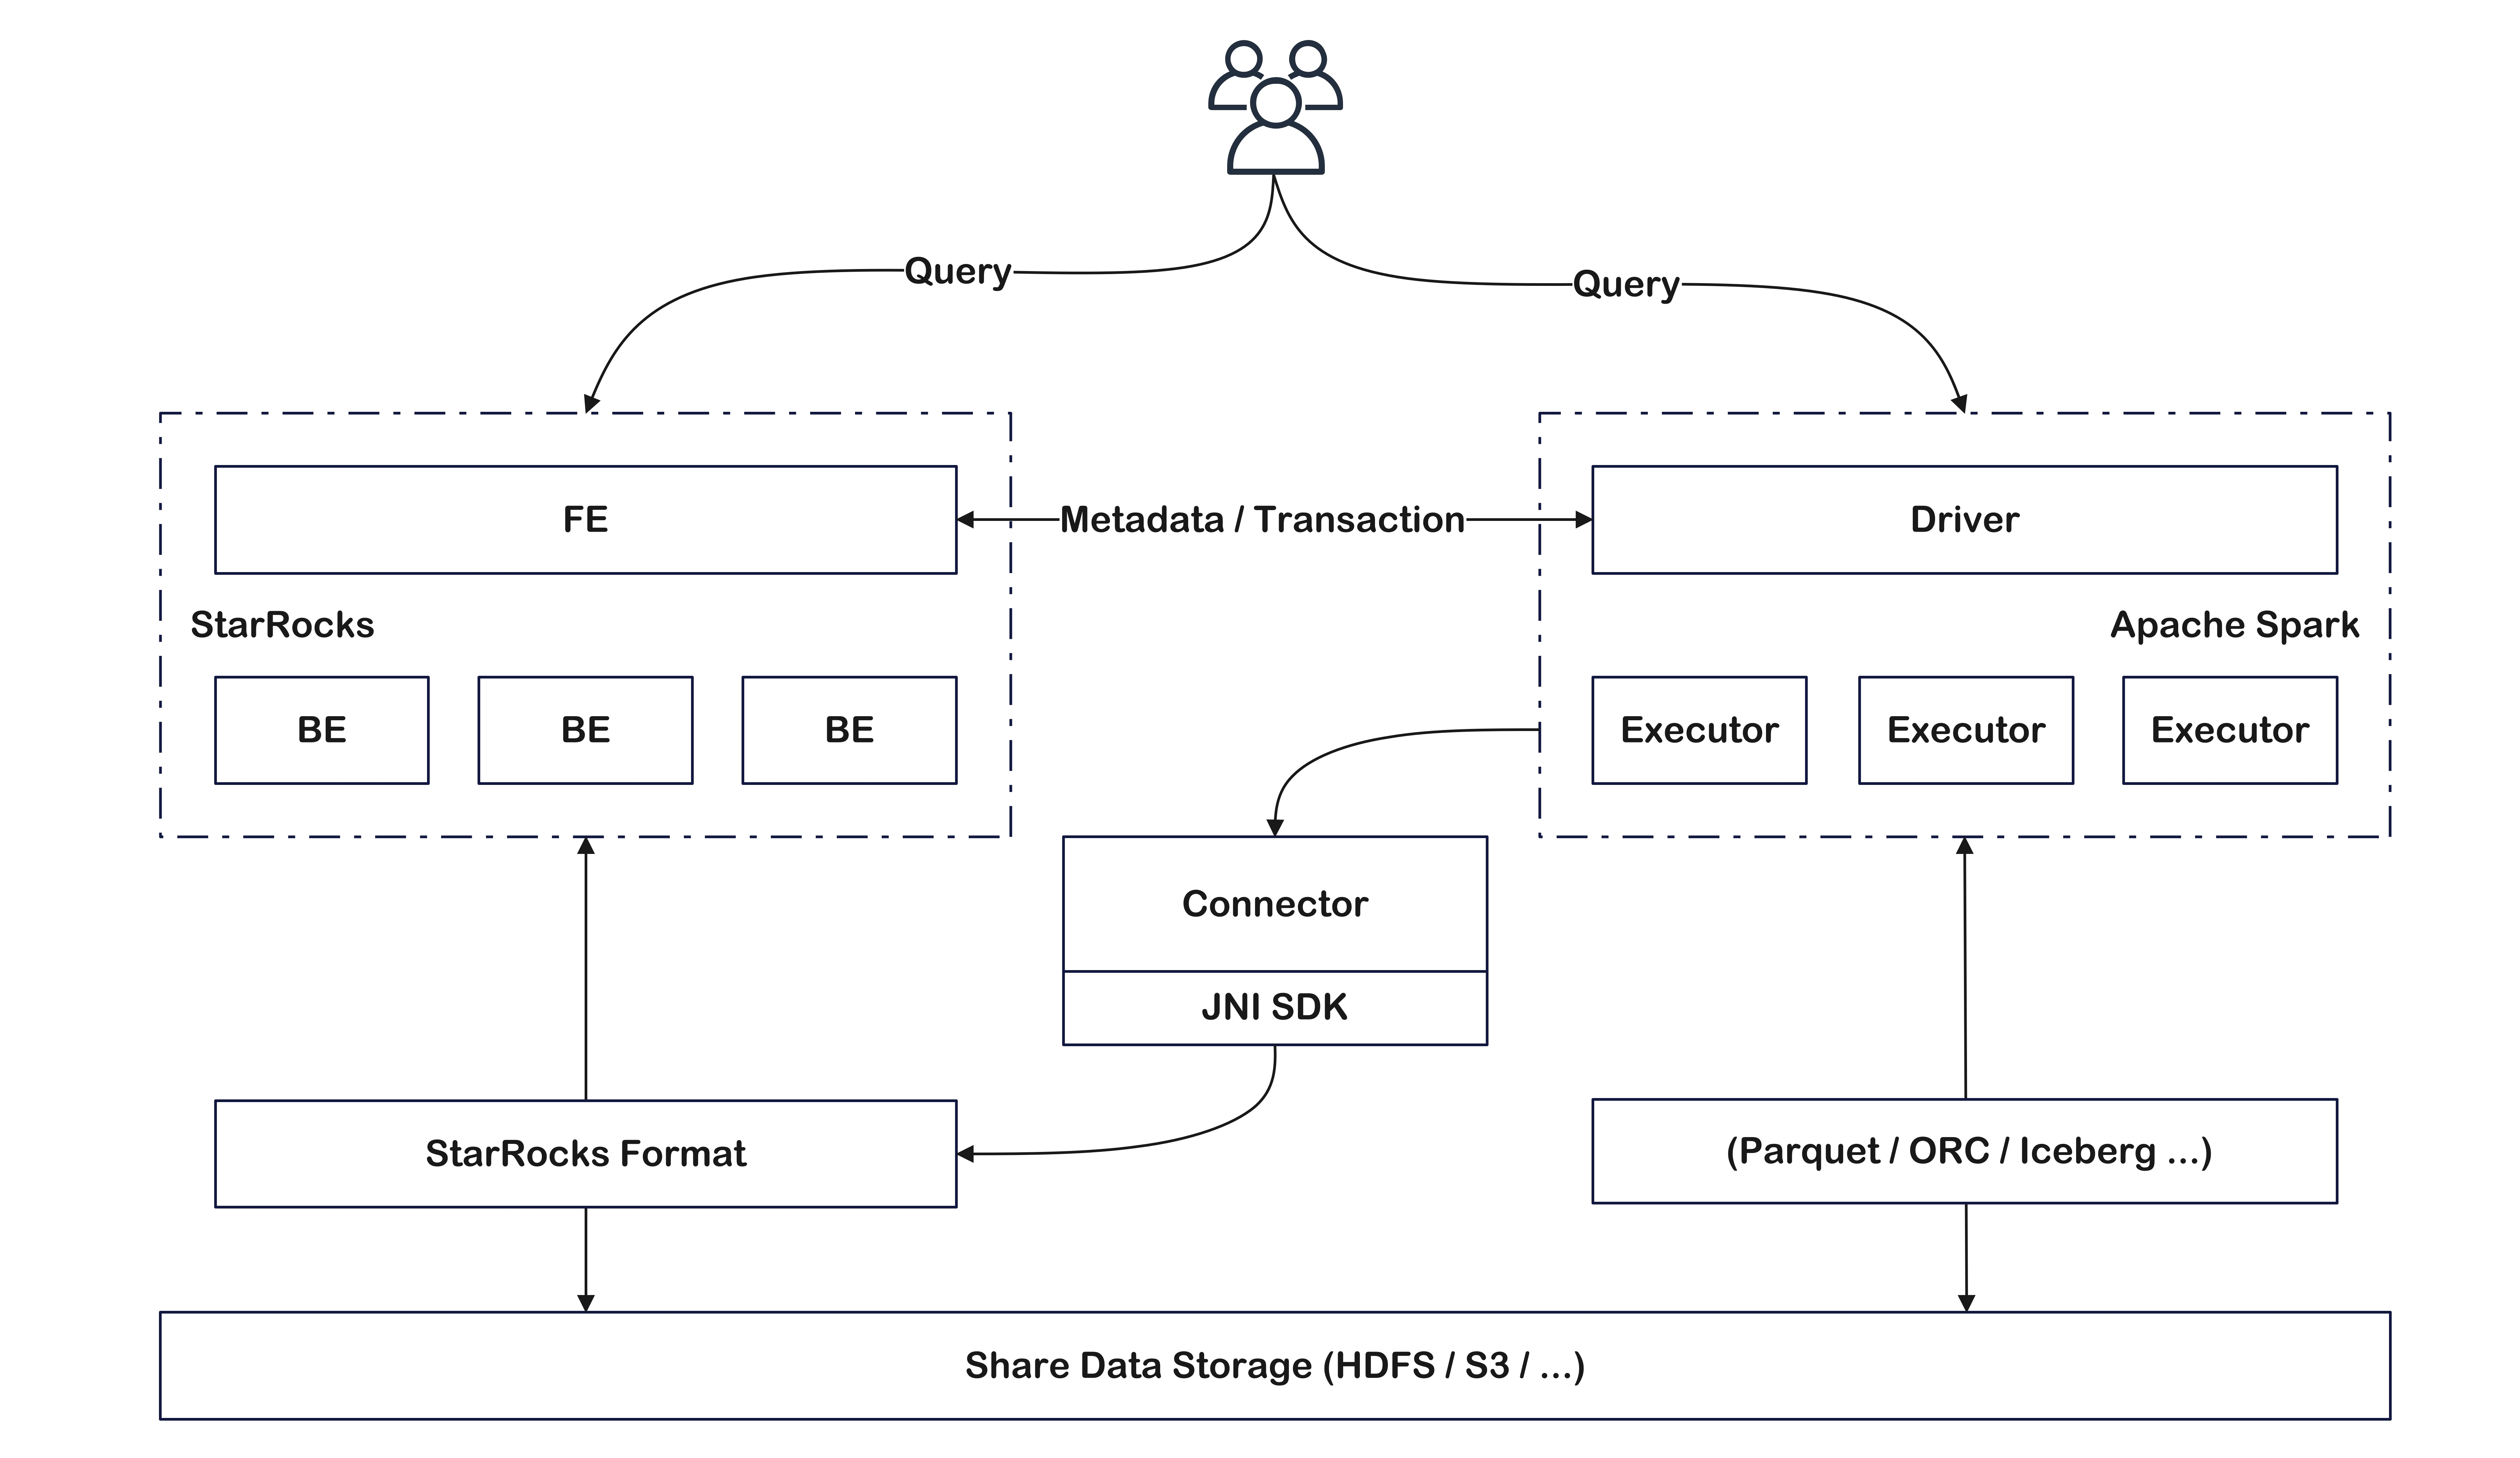 Query
Query
FE
Metadata / Transaction
Driver
StarRocks
Apache Spark
BE
BE
BE
Executor
Executor
Executor
Connector
JNI SDK
StarRocks Format
(Parquet / ORC / Iceberg ...)
Share Data Storage (HDFS / S3 / ...)